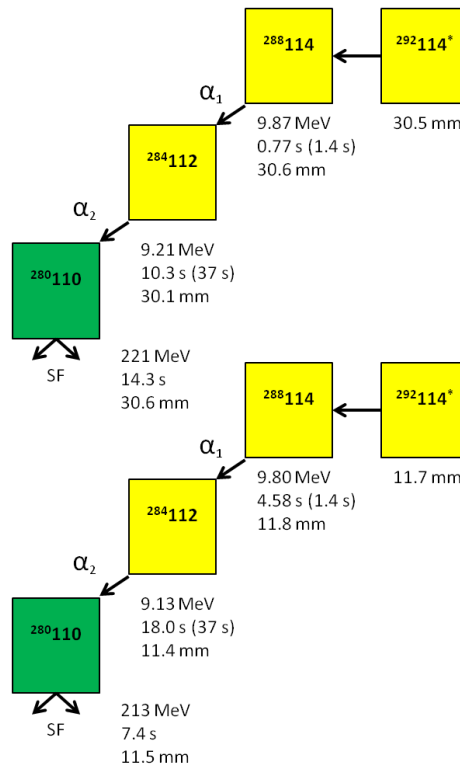 ²⁸⁸114
²⁹²114*
α₁
9.87 MeV
0.77 s (1.4 s)
30.6 mm
30.5 mm
²⁸⁴112
α₂
9.21 MeV
10.3 s (37 s)
30.1 mm
²⁸⁰110
SF
221 MeV
14.3 s
30.6 mm
²⁸⁸114
²⁹²114*
α₁
9.80 MeV
4.58 s (1.4 s)
11.8 mm
11.7 mm
²⁸⁴112
α₂
9.13 MeV
18.0 s (37 s)
11.4 mm
²⁸⁰110
SF
213 MeV
7.4 s
11.5 mm